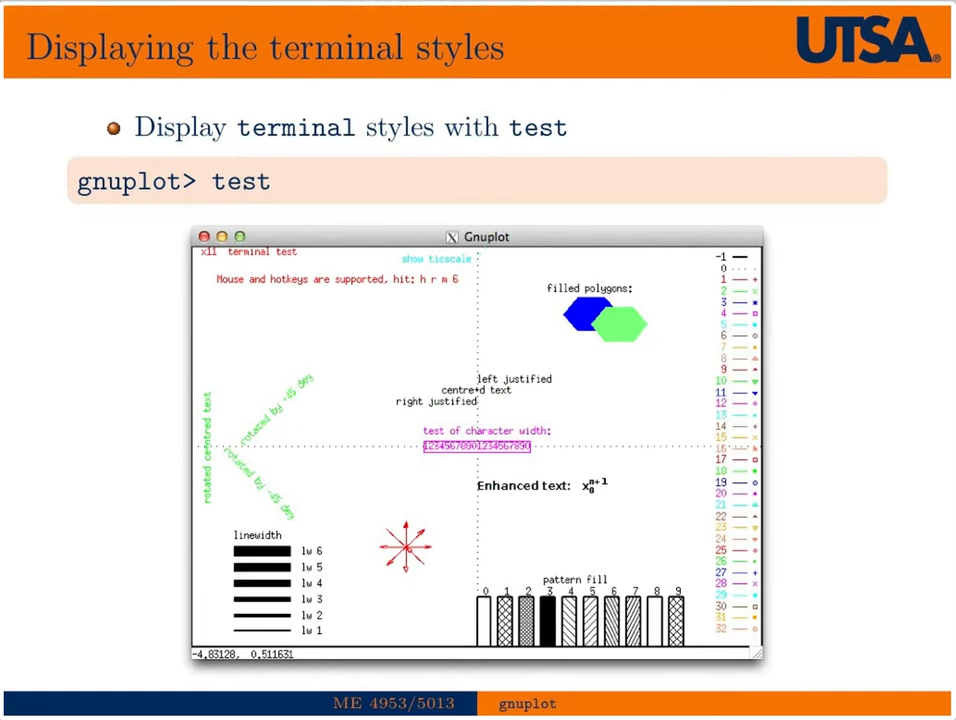 Displaying the terminal styles
UTSA®
Display terminal styles with test
gnuplot> test
X Gnuplot
x11 terminal test
show ticscale
Mouse and hotkeys are supported, hit: h r m 6
filled polygons:
left justified
centre+d text
right justified
test of character width:
12345678901234567890
Enhanced text: x₀ⁿ⁺¹
rotated ce+ntred text
rotated by -45 deg
rotated by -45 deg
linewidth
lw 6
lw 5
lw 4
lw 3
lw 2
lw 1
pattern fill
0 1 2 3 4 5 6 7 8 9
-1
0
1
2
3
4
5
6
7
8
9
10
11
12
13
14
15
16
17
18
19
20
21
22
23
24
25
26
27
28
29
30
31
32
-4.83128, 0.511631
ME 4953/5013
gnuplot